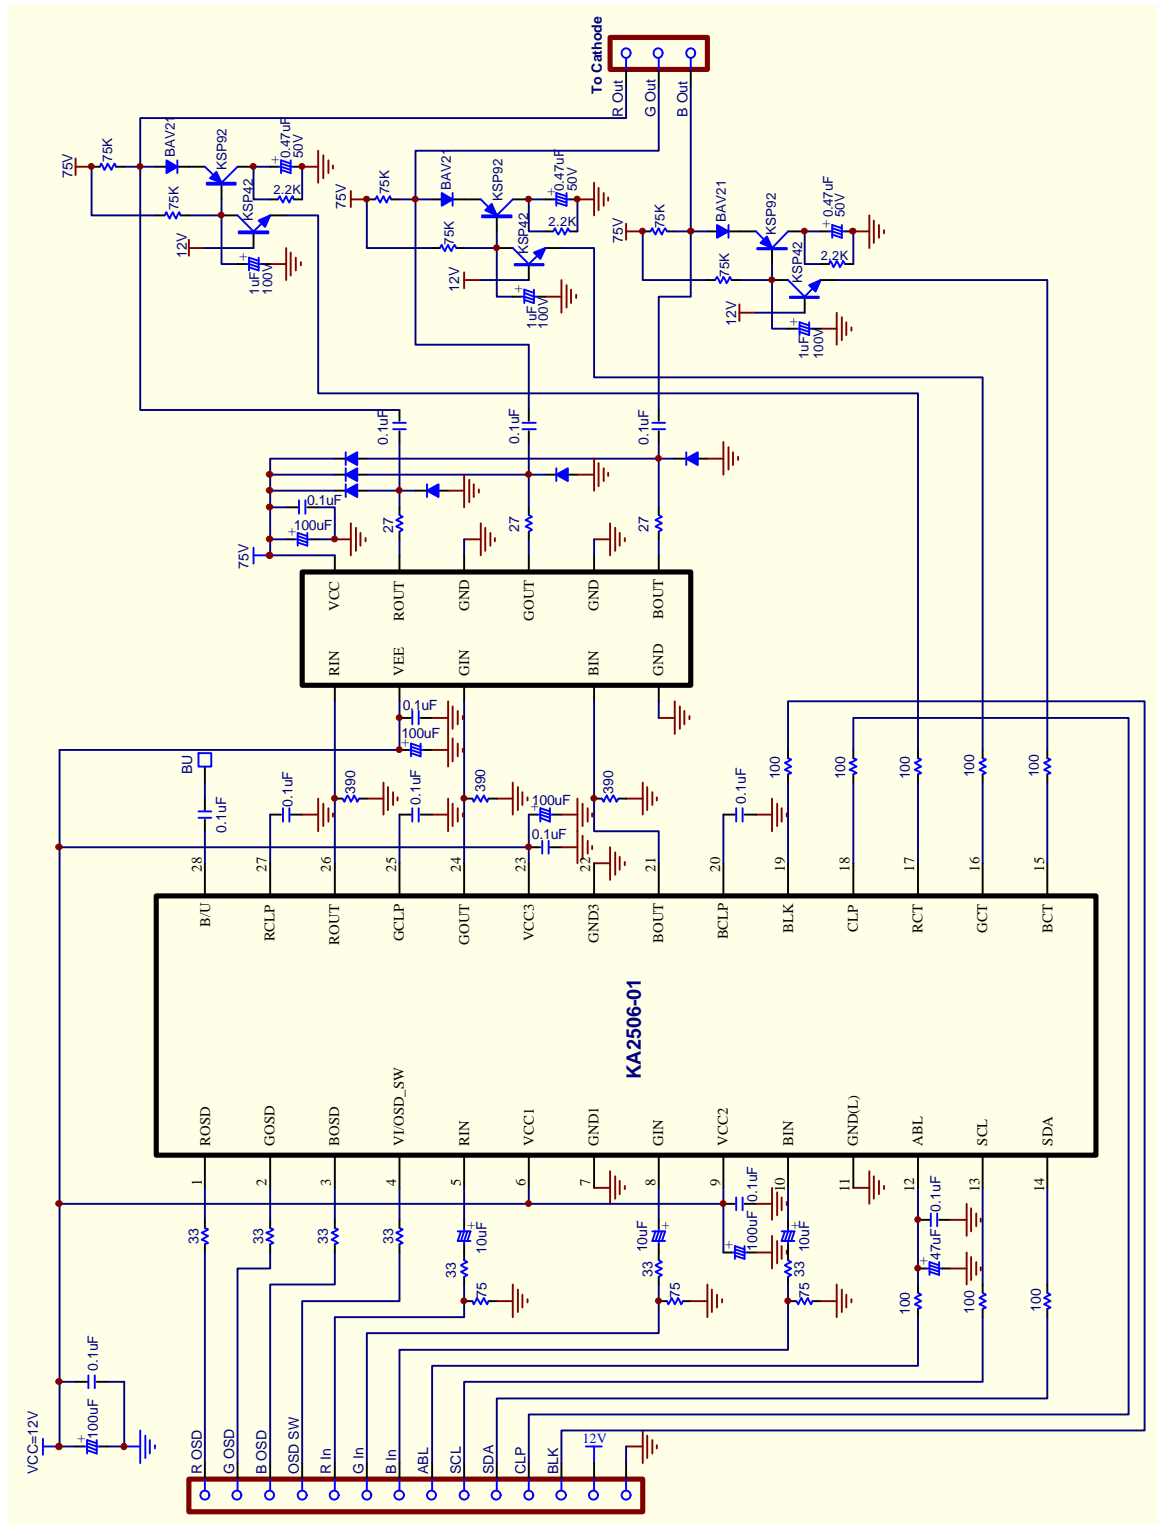 To Cathode
R Out
G Out
B Out
75V
75K
BAV21
KSP92
0.47uF
50V
75K
KSP42
2.2K
12V
1uF
100V
75V
75K
BAV21
KSP92
0.47uF
50V
75K
KSP42
2.2K
12V
1uF
100V
75V
75K
BAV21
KSP92
0.47uF
50V
75K
KSP42
2.2K
12V
1uF
100V
0.1uF
0.1uF
0.1uF
0.1uF
100uF
27
27
27
75V
VCC
ROUT
GND
GOUT
GND
BOUT
RIN
VEE
GIN
BIN
GND
0.1uF
100uF
BU
0.1uF
0.1uF
390
0.1uF
390
100uF
0.1uF
390
0.1uF
100
100
100
100
100
28
27
26
25
24
23
22
21
20
19
18
17
16
15
B/U
RCLP
ROUT
GCLP
GOUT
VCC3
GND3
BOUT
BCLP
BLK
CLP
RCT
GCT
BCT
KA2506-01
ROSD
GOSD
BOSD
VI/OSD_SW
RIN
VCC1
GND1
GIN
VCC2
BIN
GND(L)
ABL
SCL
SDA
1
2
3
4
5
6
7
8
9
10
11
12
13
14
33
33
33
33
10uF
33
75
10uF
33
75
0.1uF
100uF
10uF
33
75
0.1uF
47uF
100
100
100
0.1uF
100uF
VCC=12V
R OSD
G OSD
B OSD
OSD SW
R In
G In
B In
ABL
SCL
SDA
CLP
BLK
12V